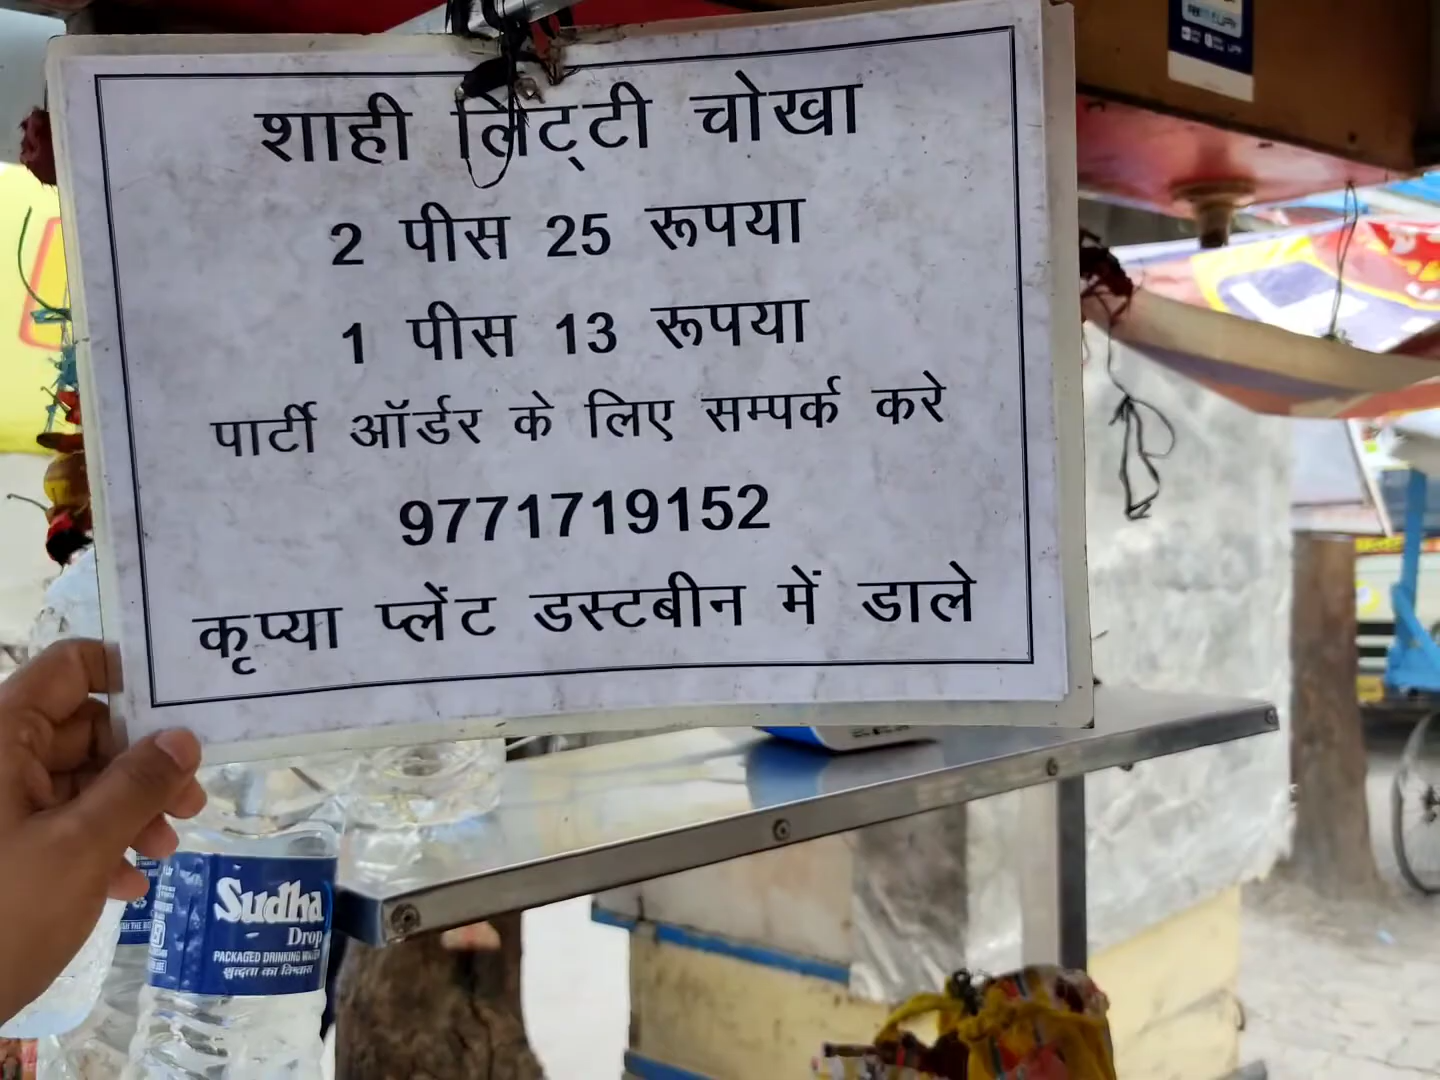 शाही लिट्टी चोखा
2 पीस 25 रूपया
1 पीस 13 रूपया
पार्टी ऑर्डर के लिए सम्पर्क करे
9771719152
कृप्या प्लेंट डस्टबीन में डाले
Sudha
Drop
PACKAGED DRINKING WATER
शुद्धता का विश्वास